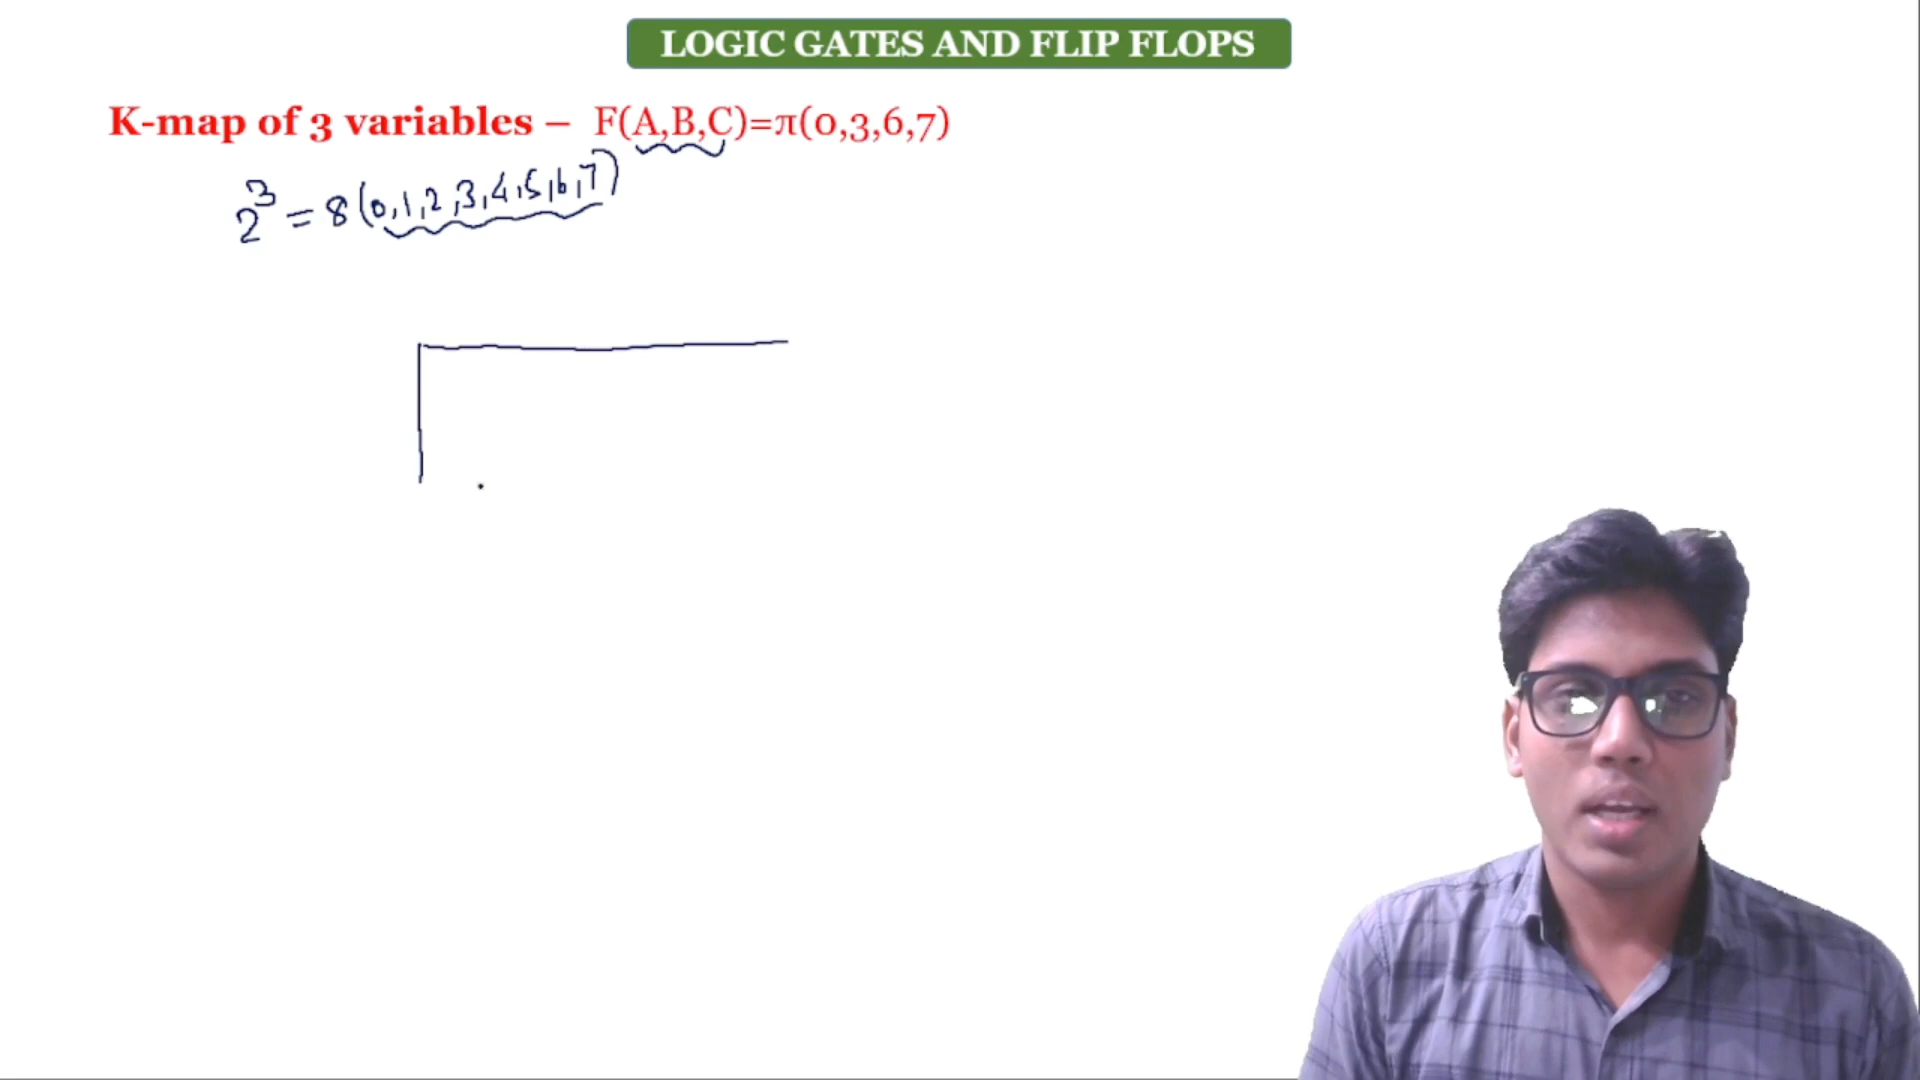 LOGIC GATES AND FLIP FLOPS
K-map of 3 variables – F(A,B,C)=π(0,3,6,7)
2³ = 8 (0,1,2,3,4,5,6,7)